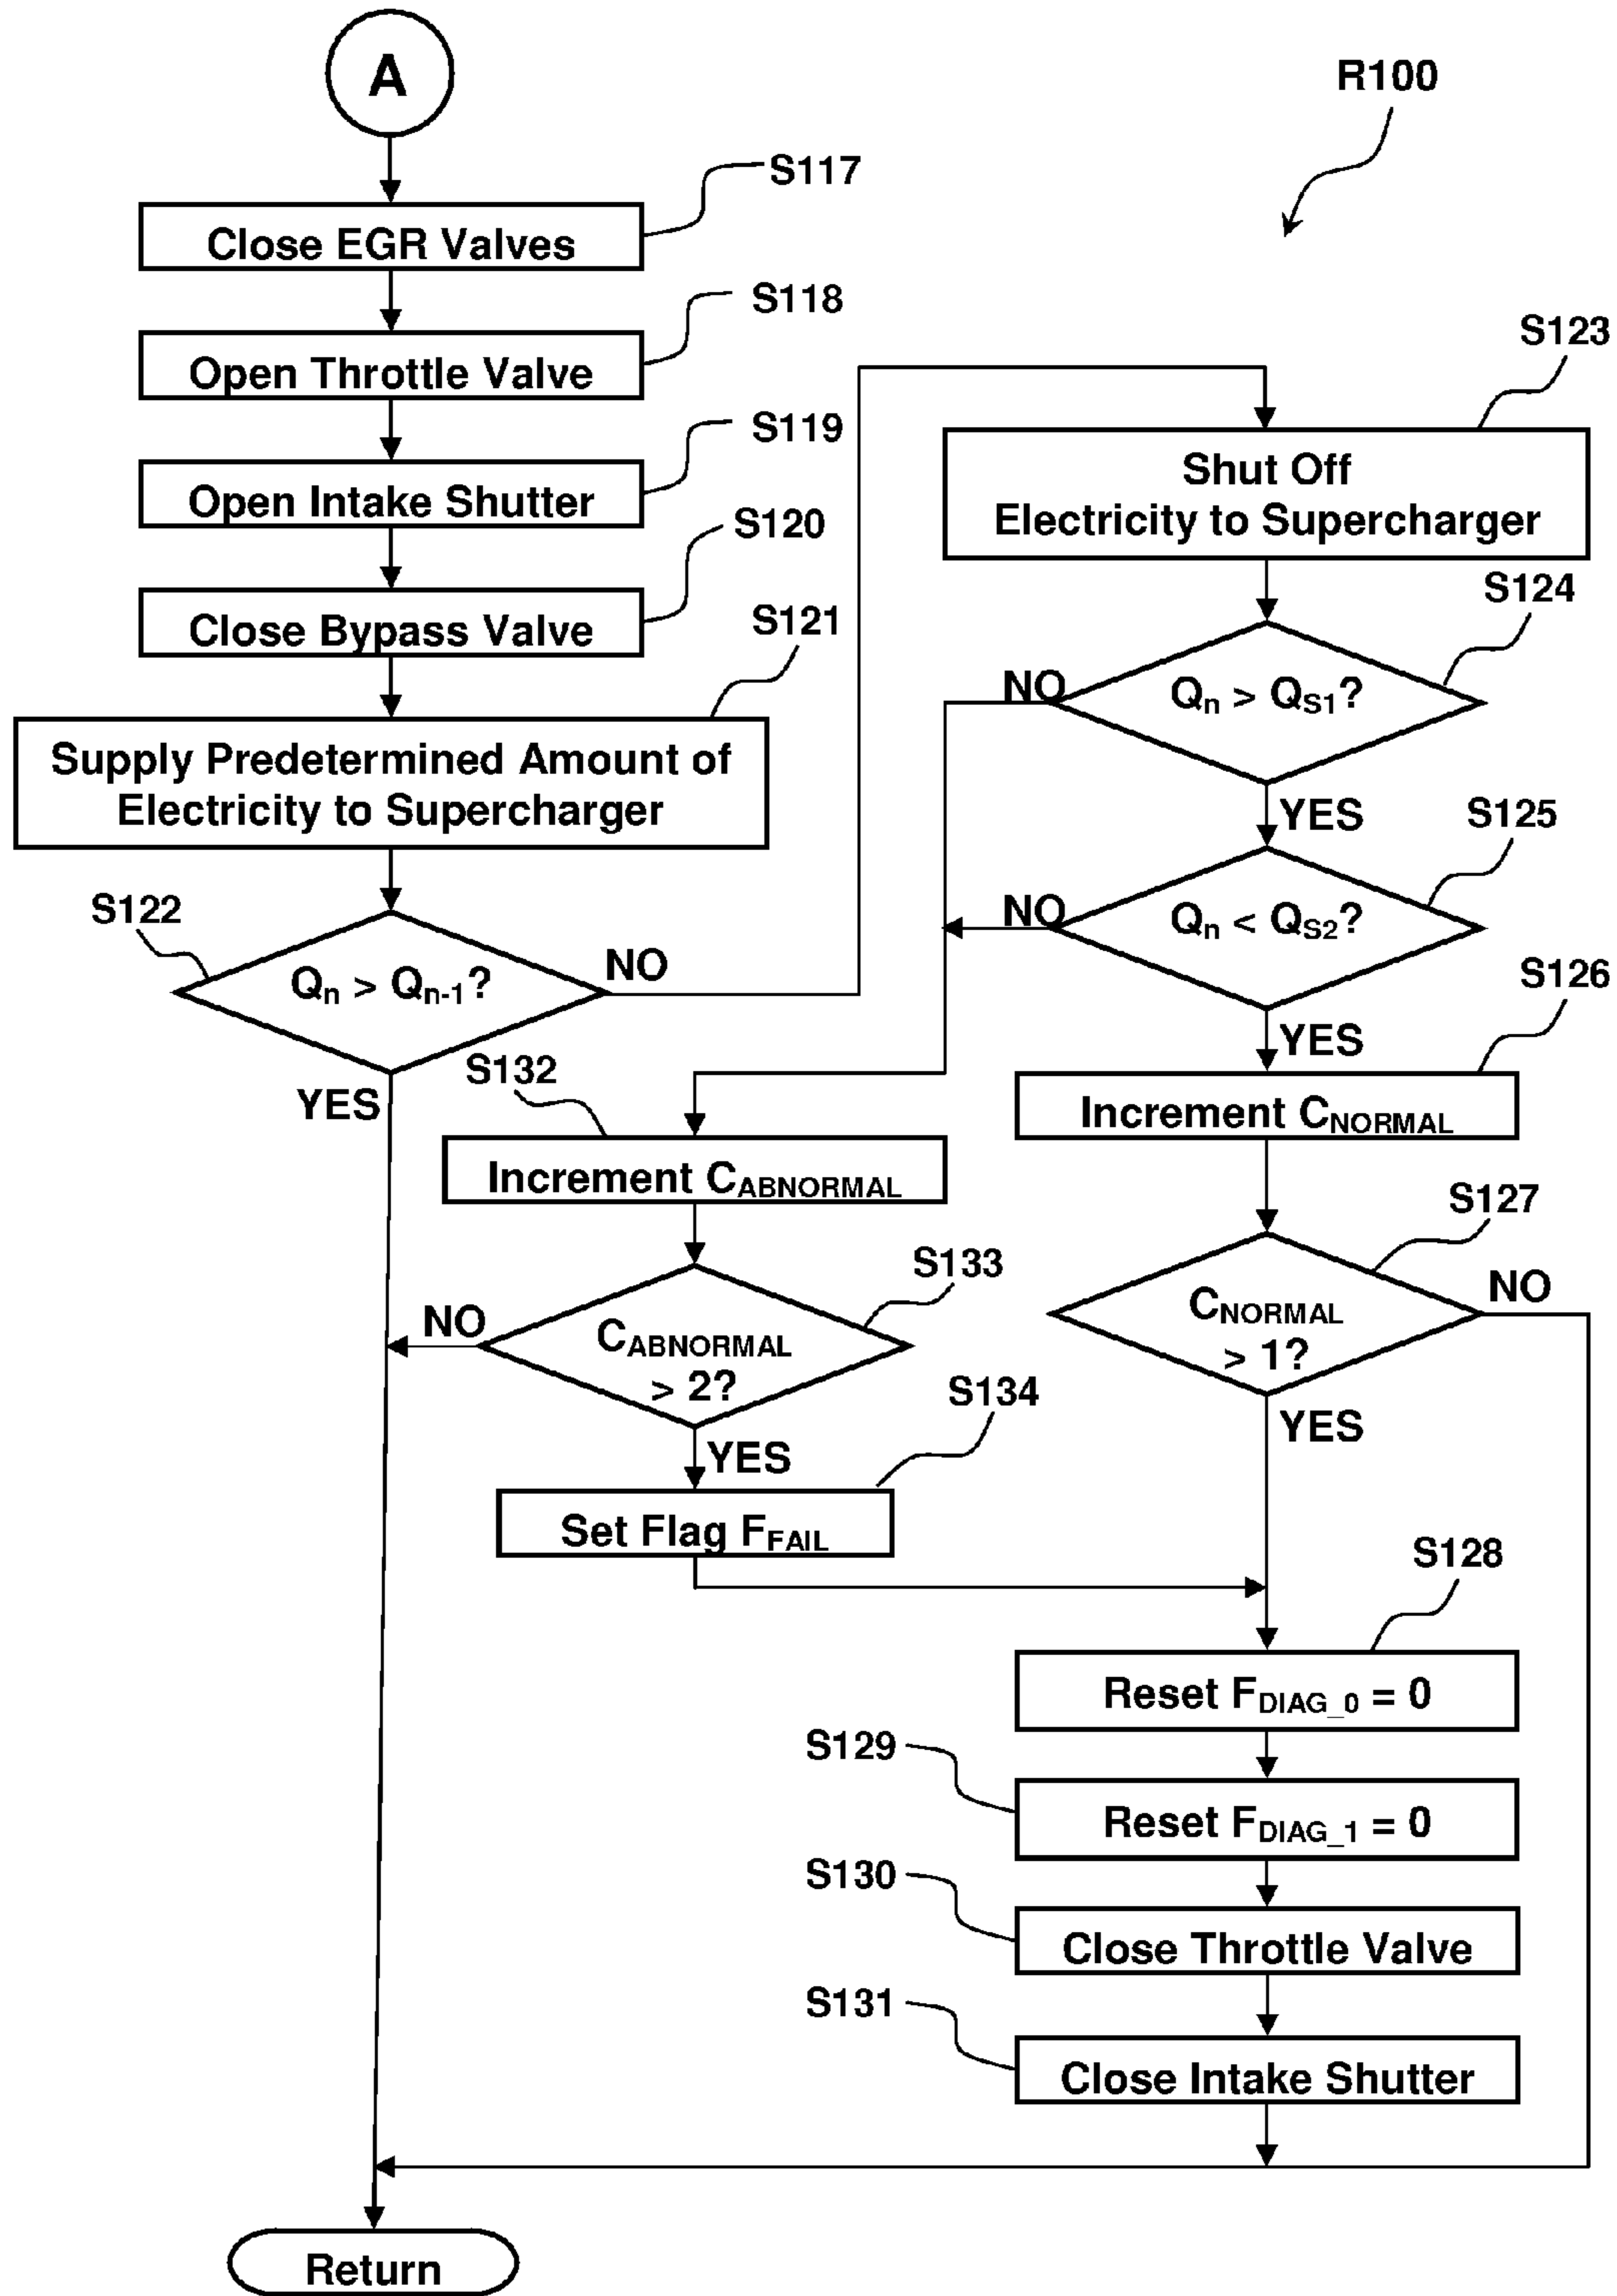 A
R100
S117
Close EGR Valves
S118
Open Throttle Valve
S119
Open Intake Shutter
S120
Close Bypass Valve
S121
Supply Predetermined Amount of
Electricity to Supercharger
S122
Qn > Qn-1?
NO
YES
S123
Shut Off
Electricity to Supercharger
S124
Qn > QS1?
NO
YES
S125
Qn < QS2?
NO
YES
S126
Increment CNORMAL
S127
CNORMAL
> 1?
NO
YES
S132
Increment CABNORMAL
S133
CABNORMAL
> 2?
NO
YES
S134
Set Flag FFAIL
S128
Reset FDIAG_0 = 0
S129
Reset FDIAG_1 = 0
S130
Close Throttle Valve
S131
Close Intake Shutter
Return